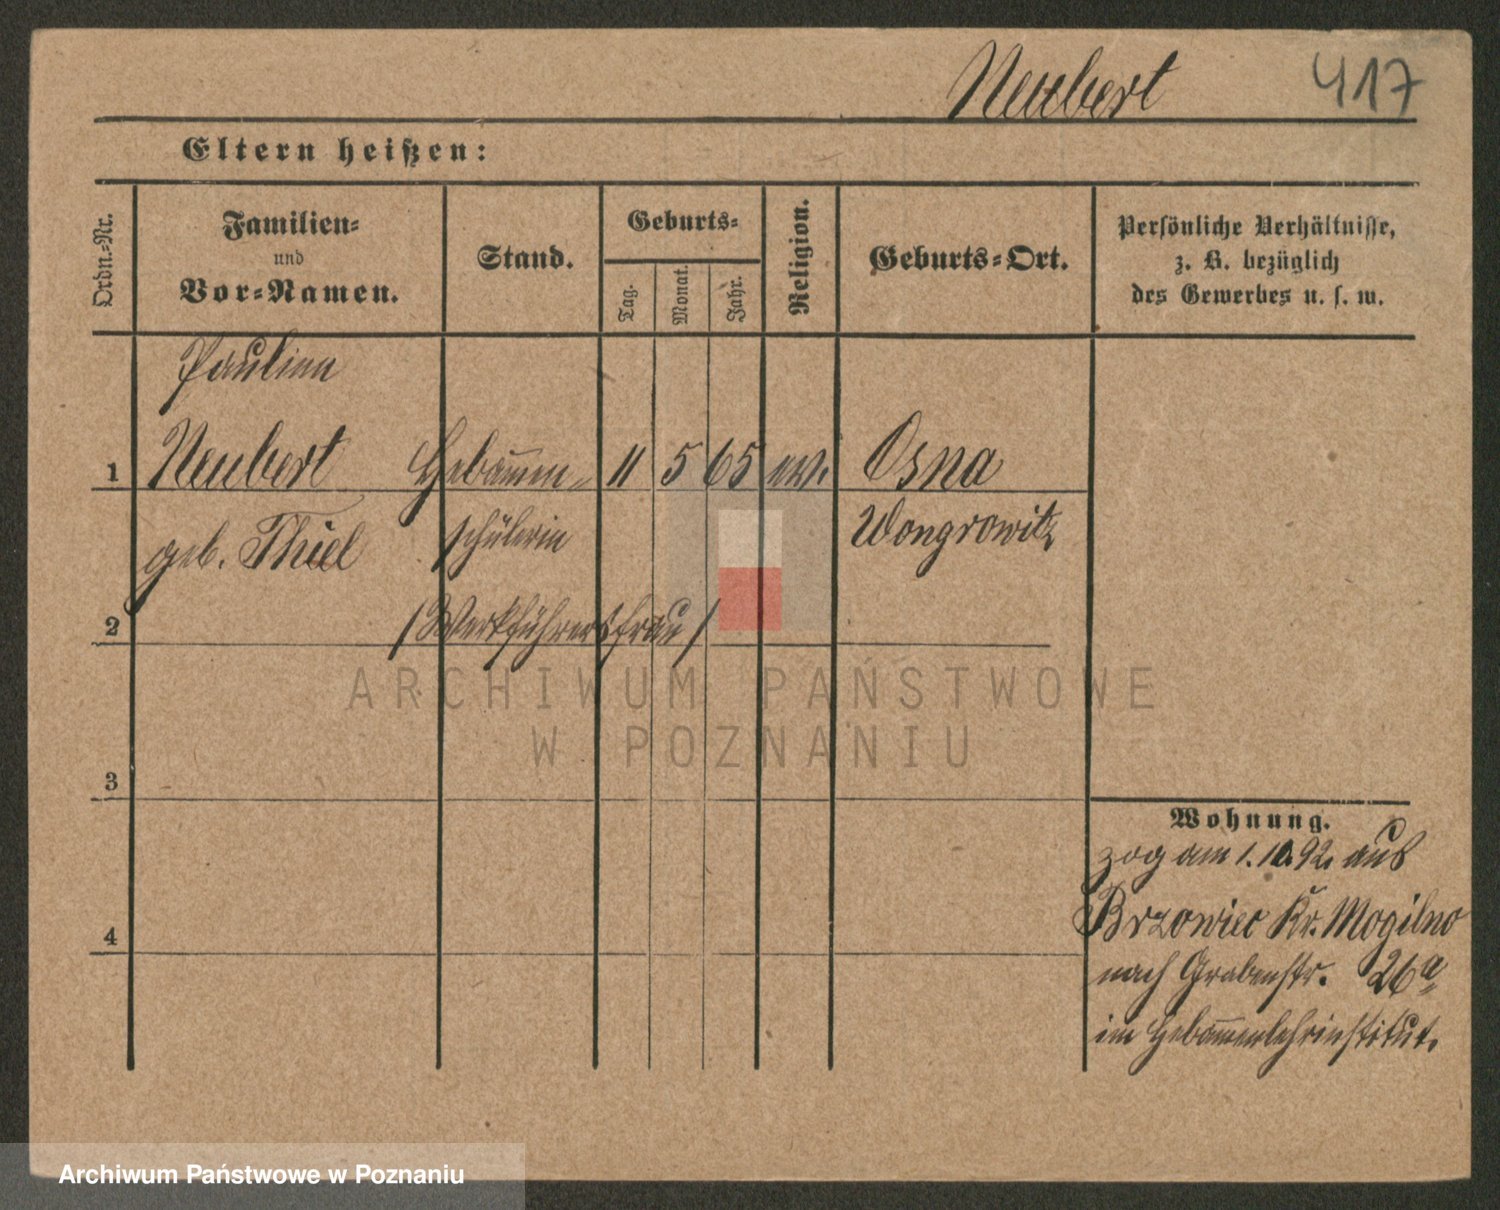 Neubert 417
Eltern heißen:
Ordn.-Nr. Familien- und Vor-Namen. Stand. Geburts- Tag. Monat. Jahr. Religion. Geburts-Ort. Persönliche Verhältnisse, z. B. bezüglich des Gewerbes u. s. w.
Pauline
1 Neubert Hebammen- 11 5 65 ev. Osna
geb. Thiel schülerin Wongrowitz
2 (Werkführersfrau)
ARCHIWUM PAŃSTWOWE
W POZNANIU
3
Wohnung.
zog am 1.10.92. aus
Brzowiec Kr. Mogilno
4
nach Grabenstr. 26a
im Hebammenlehrinstitut.
Archiwum Państwowe w Poznaniu